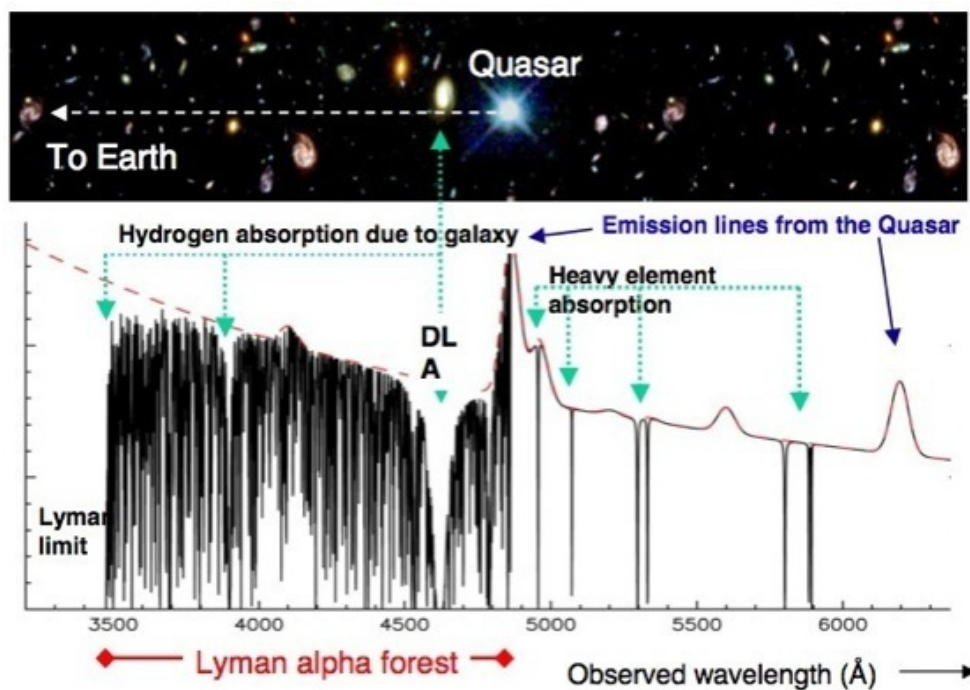 Quasar
To Earth
Hydrogen absorption due to galaxy
Emission lines from the Quasar
Heavy element
absorption
DL
A
Lyman
limit
3500 4000 4500 5000 5500 6000
Lyman alpha forest
Observed wavelength (Å)